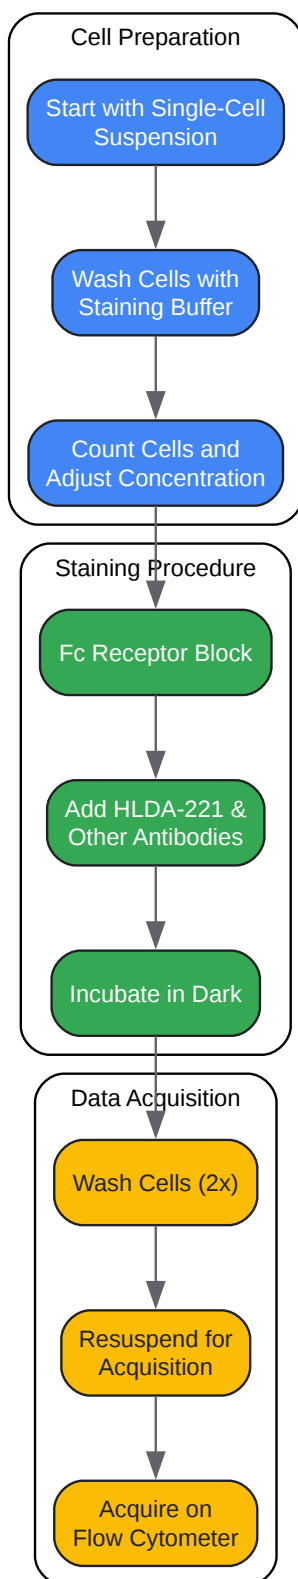 Cell Preparation
Start with Single-Cell
Suspension
Wash Cells with
Staining Buffer
Count Cells and
Adjust Concentration
Staining Procedure
Fc Receptor Block
Add HLDA-221 &
Other Antibodies
Incubate in Dark
Data Acquisition
Wash Cells (2x)
Resuspend for
Acquisition
Acquire on
Flow Cytometer